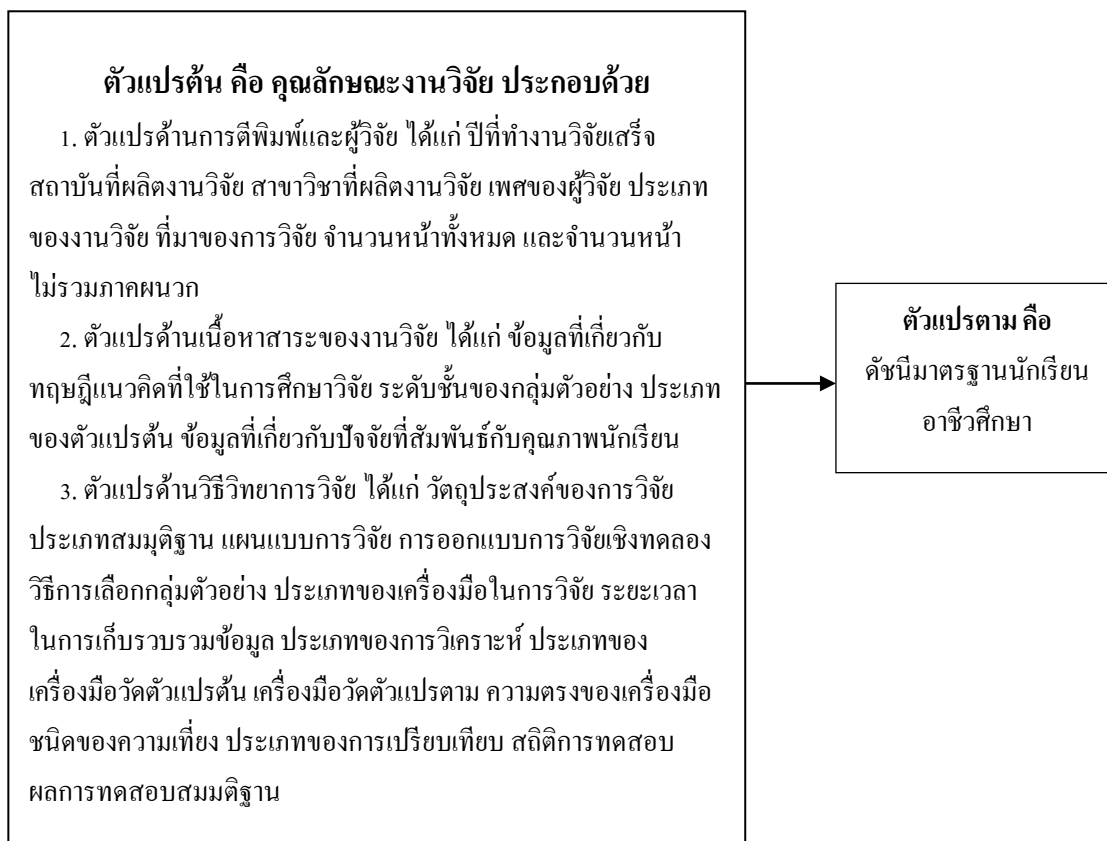 ตัวแปรต้น คือ คุณลักษณะงานวิจัย ประกอบด้วย
1. ตัวแปรด้านการตีพิมพ์และผู้วิจัย ได้แก่ ปีที่ทำงานวิจัยเสร็จ
สถาบันที่ผลิตงานวิจัย สาขาวิชาที่ผลิตงานวิจัย เพศของผู้วิจัย ประเภท
ของงานวิจัย ที่มาของการวิจัย จำนวนหน้าทั้งหมด และจำนวนหน้า
ไม่รวมภาคผนวก
2. ตัวแปรด้านเนื้อหาสาระของงานวิจัย ได้แก่ ข้อมูลที่เกี่ยวกับ
ทฤษฎีแนวคิดที่ใช้ในการศึกษาวิจัย ระดับชั้นของกลุ่มตัวอย่าง ประเภท
ของตัวแปรต้น ข้อมูลที่เกี่ยวกับปัจจัยที่สัมพันธ์กับคุณภาพนักเรียน
3. ตัวแปรด้านวิธีวิทยาการวิจัย ได้แก่ วัตถุประสงค์ของการวิจัย
ประเภทสมมุติฐาน แผนแบบการวิจัย การออกแบบการวิจัยเชิงทดลอง
วิธีการเลือกกลุ่มตัวอย่าง ประเภทของเครื่องมือในการวิจัย ระยะเวลา
ในการเก็บรวบรวมข้อมูล ประเภทของการวิเคราะห์ ประเภทของ
เครื่องมือวัดตัวแปรต้น เครื่องมือวัดตัวแปรตาม ความตรงของเครื่องมือ
ชนิดของความเที่ยง ประเภทของการเปรียบเทียบ สถิติการทดสอบ
ผลการทดสอบสมมติฐาน
ตัวแปรตาม คือ
ดัชนีมาตรฐานนักเรียน
อาชีวศึกษา